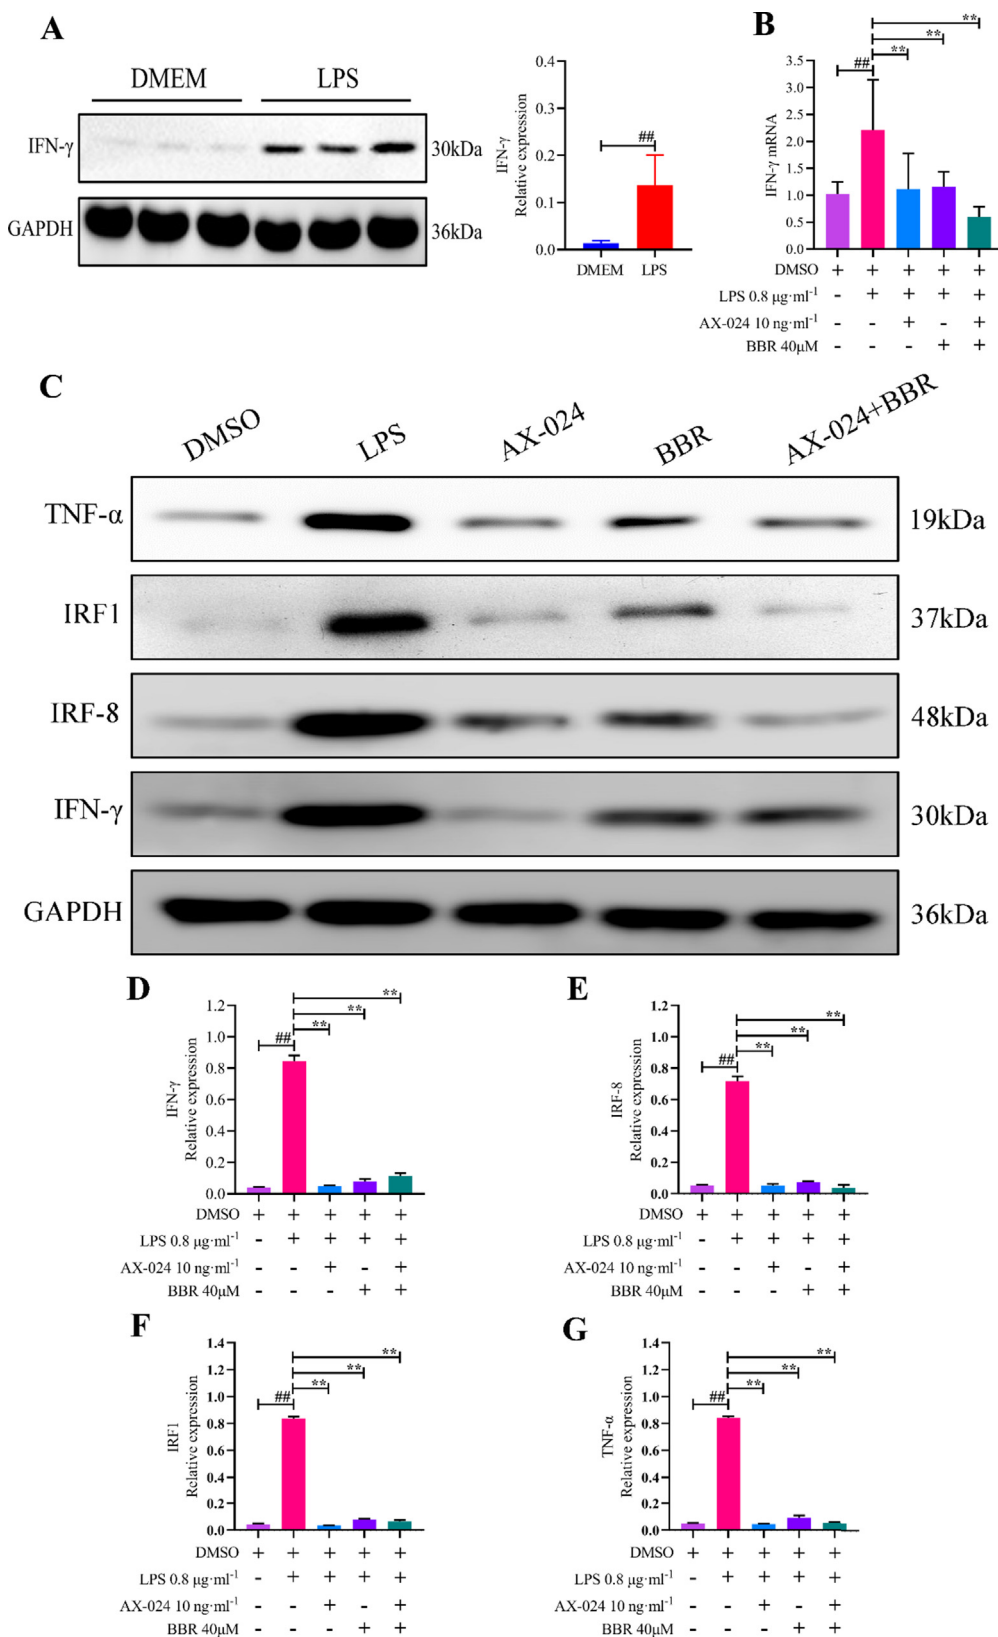 A
DMEM LPS
IFN-γ 30kDa
GAPDH 36kDa
IFN-γ
Relative expression
0.4
0.3
0.2
0.1
0.0
##
DMEM LPS
B
IFN-γ mRNA
3.5
3.0
2.5
2.0
1.5
1.0
0.5
0.0
##
**
**
**
DMSO + + + + +
LPS 0.8 μg·ml-1 - + + + +
AX-024 10 ng·ml-1 - - + - +
BBR 40μM - - - + +
C
DMSO LPS AX-024 BBR AX-024+BBR
TNF-α 19kDa
IRF1 37kDa
IRF-8 48kDa
IFN-γ 30kDa
GAPDH 36kDa
D
IFN-γ
Relative expression
1.2
1.0
0.8
0.6
0.4
0.2
0.0
##
**
**
**
DMSO + + + + +
LPS 0.8 μg·ml-1 - + + + +
AX-024 10 ng·ml-1 - - + - +
BBR 40μM - - - + +
E
IRF-8
Relative expression
1.2
1.0
0.8
0.6
0.4
0.2
0.0
##
**
**
**
DMSO + + + + +
LPS 0.8 μg·ml-1 - + + + +
AX-024 10 ng·ml-1 - - + - +
BBR 40μM - - - + +
F
IRF1
Relative expression
1.4
1.2
1.0
0.8
0.6
0.4
0.2
0.0
##
**
**
**
DMSO + + + + +
LPS 0.8 μg·ml-1 - + + + +
AX-024 10 ng·ml-1 - - + - +
BBR 40μM - - - + +
G
TNF-α
Relative expression
1.4
1.2
1.0
0.8
0.6
0.4
0.2
0.0
##
**
**
**
DMSO + + + + +
LPS 0.8 μg·ml-1 - + + + +
AX-024 10 ng·ml-1 - - + - +
BBR 40μM - - - + +